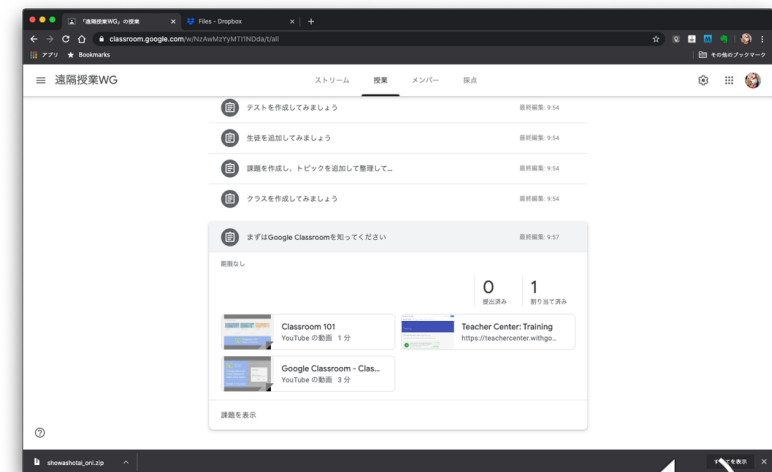 「遠隔授業WG」の授業
Files - Dropbox
classroom.google.com/w/NzAwMzYyMTI1NDda/t/all
アプリ
Bookmarks
その他のブックマーク
遠隔授業WG
ストリーム
授業
メンバー
採点
テストを作成してみましょう
最終編集: 9:54
生徒を追加してみましょう
最終編集: 9:54
課題を作成し、トピックを追加して整理して...
最終編集: 9:54
クラスを作成してみましょう
最終編集: 9:54
まずはGoogle Classroomを知ってください
最終編集: 9:57
期限なし
0
提出済み
1
割り当て済み
Classroom 101
YouTube の動画 1 分
Teacher Center: Training
https://teachercenter.withgo...
Google Classroom - Clas...
YouTube の動画 3 分
課題を表示
showashotai_oni.zip